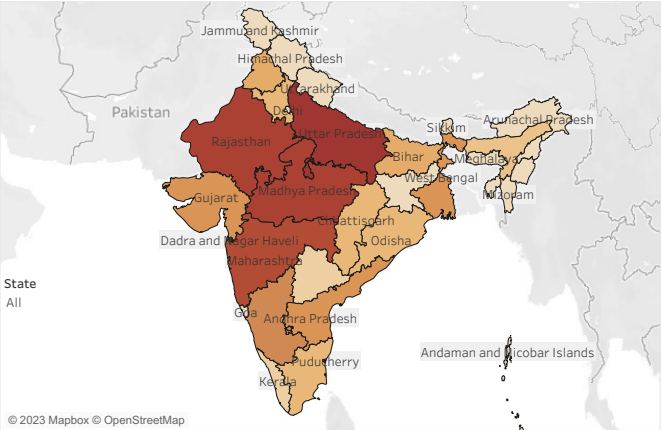 Jammu and Kashmir
Himachal Pradesh
Uttarakhand
Pakistan
Delhi
Arunachal Pradesh
Sikkim
Rajasthan
Uttar Pradesh
Bihar
Meghalaya
West Bengal
Madhya Pradesh
Mizoram
Gujarat
Chhattisgarh
Dadra and Nagar Haveli
Odisha
Maharashtra
State
All
Goa
Andhra Pradesh
Andaman and Nicobar Islands
Puducherry
Kerala
© 2023 Mapbox © OpenStreetMap